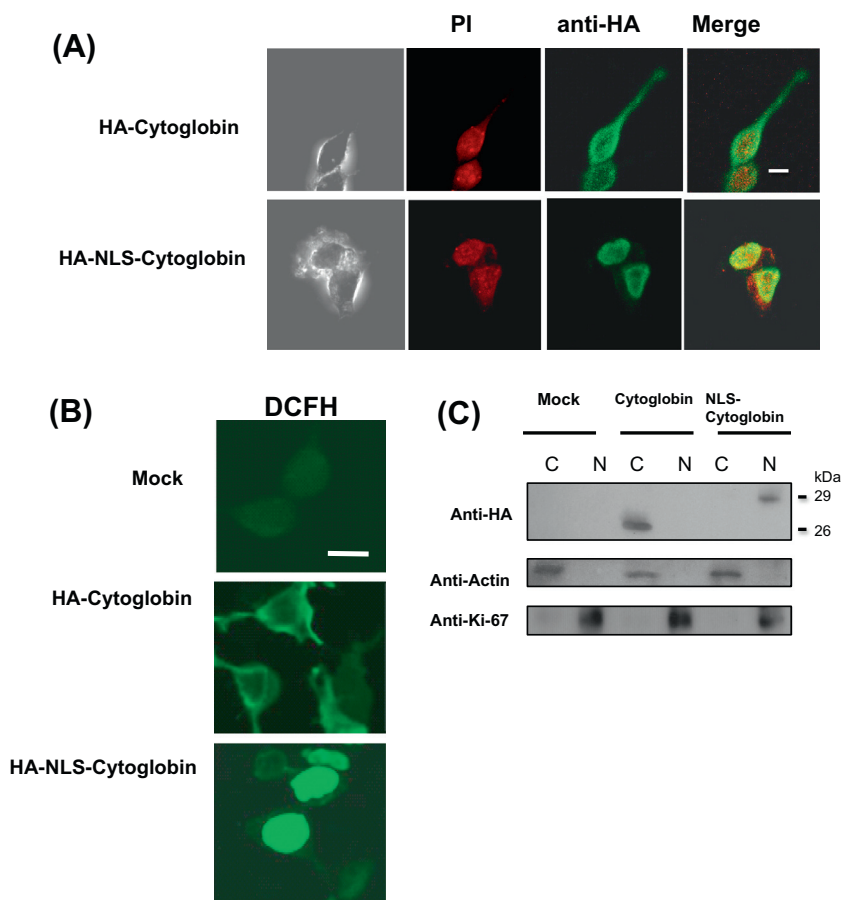 (A)
PI anti-HA Merge
HA-Cytoglobin
HA-NLS-Cytoglobin
(B)
DCFH
Mock
HA-Cytoglobin
HA-NLS-Cytoglobin
(C)
Mock Cytoglobin NLS-
Cytoglobin
C N C N C N
kDa
29
Anti-HA
26
Anti-Actin
Anti-Ki-67